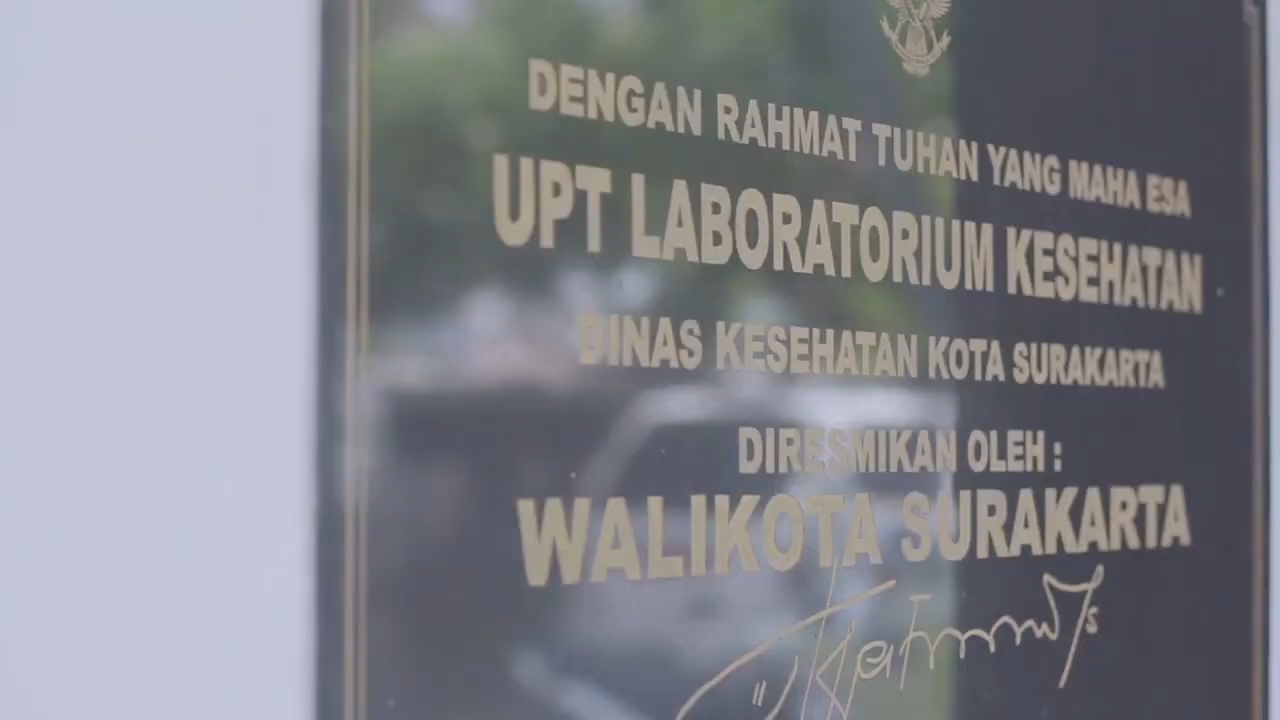 DENGAN RAHMAT TUHAN YANG MAHA ESA
UPT LABORATORIUM KESEHATAN
DINAS KESEHATAN KOTA SURAKARTA
DIRESMIKAN OLEH :
WALIKOTA SURAKARTA